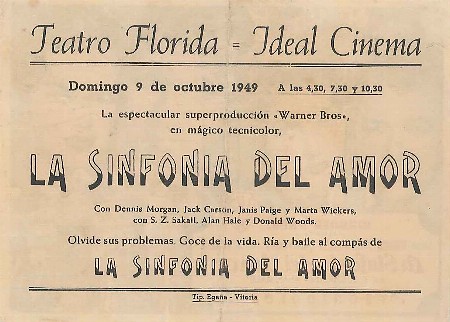 Teatro Florida = Ideal Cinema
Domingo 9 de octubre 1949 A las 4,30, 7,30 y 10,30
La espectacular superproducción «Warner Bros»,
en mágico tecnicolor,
LA SINFONIA DEL AMOR
Con Dennis Morgan, Jack Carson, Janis Paige y Marta Wickers,
con S. Z. Sakall, Alan Hale y Donald Woods.
Olvide sus problemas. Goce de la vida. Ría y baile al compás de
LA SINFONIA DEL AMOR
Tip. Egaña - Vitoria